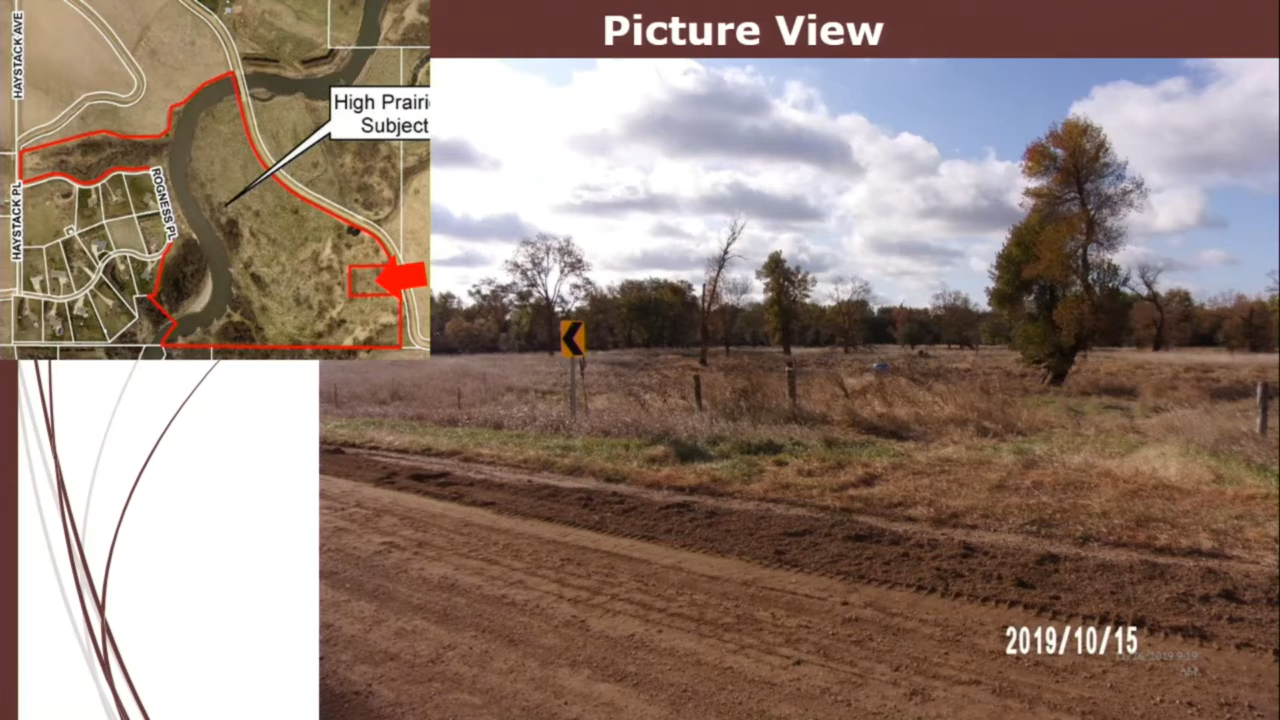 Picture View
HAYSTACK AVE
High Prairi
Subject
HAYSTACK PL
ROGNESS PL
2019/10/15